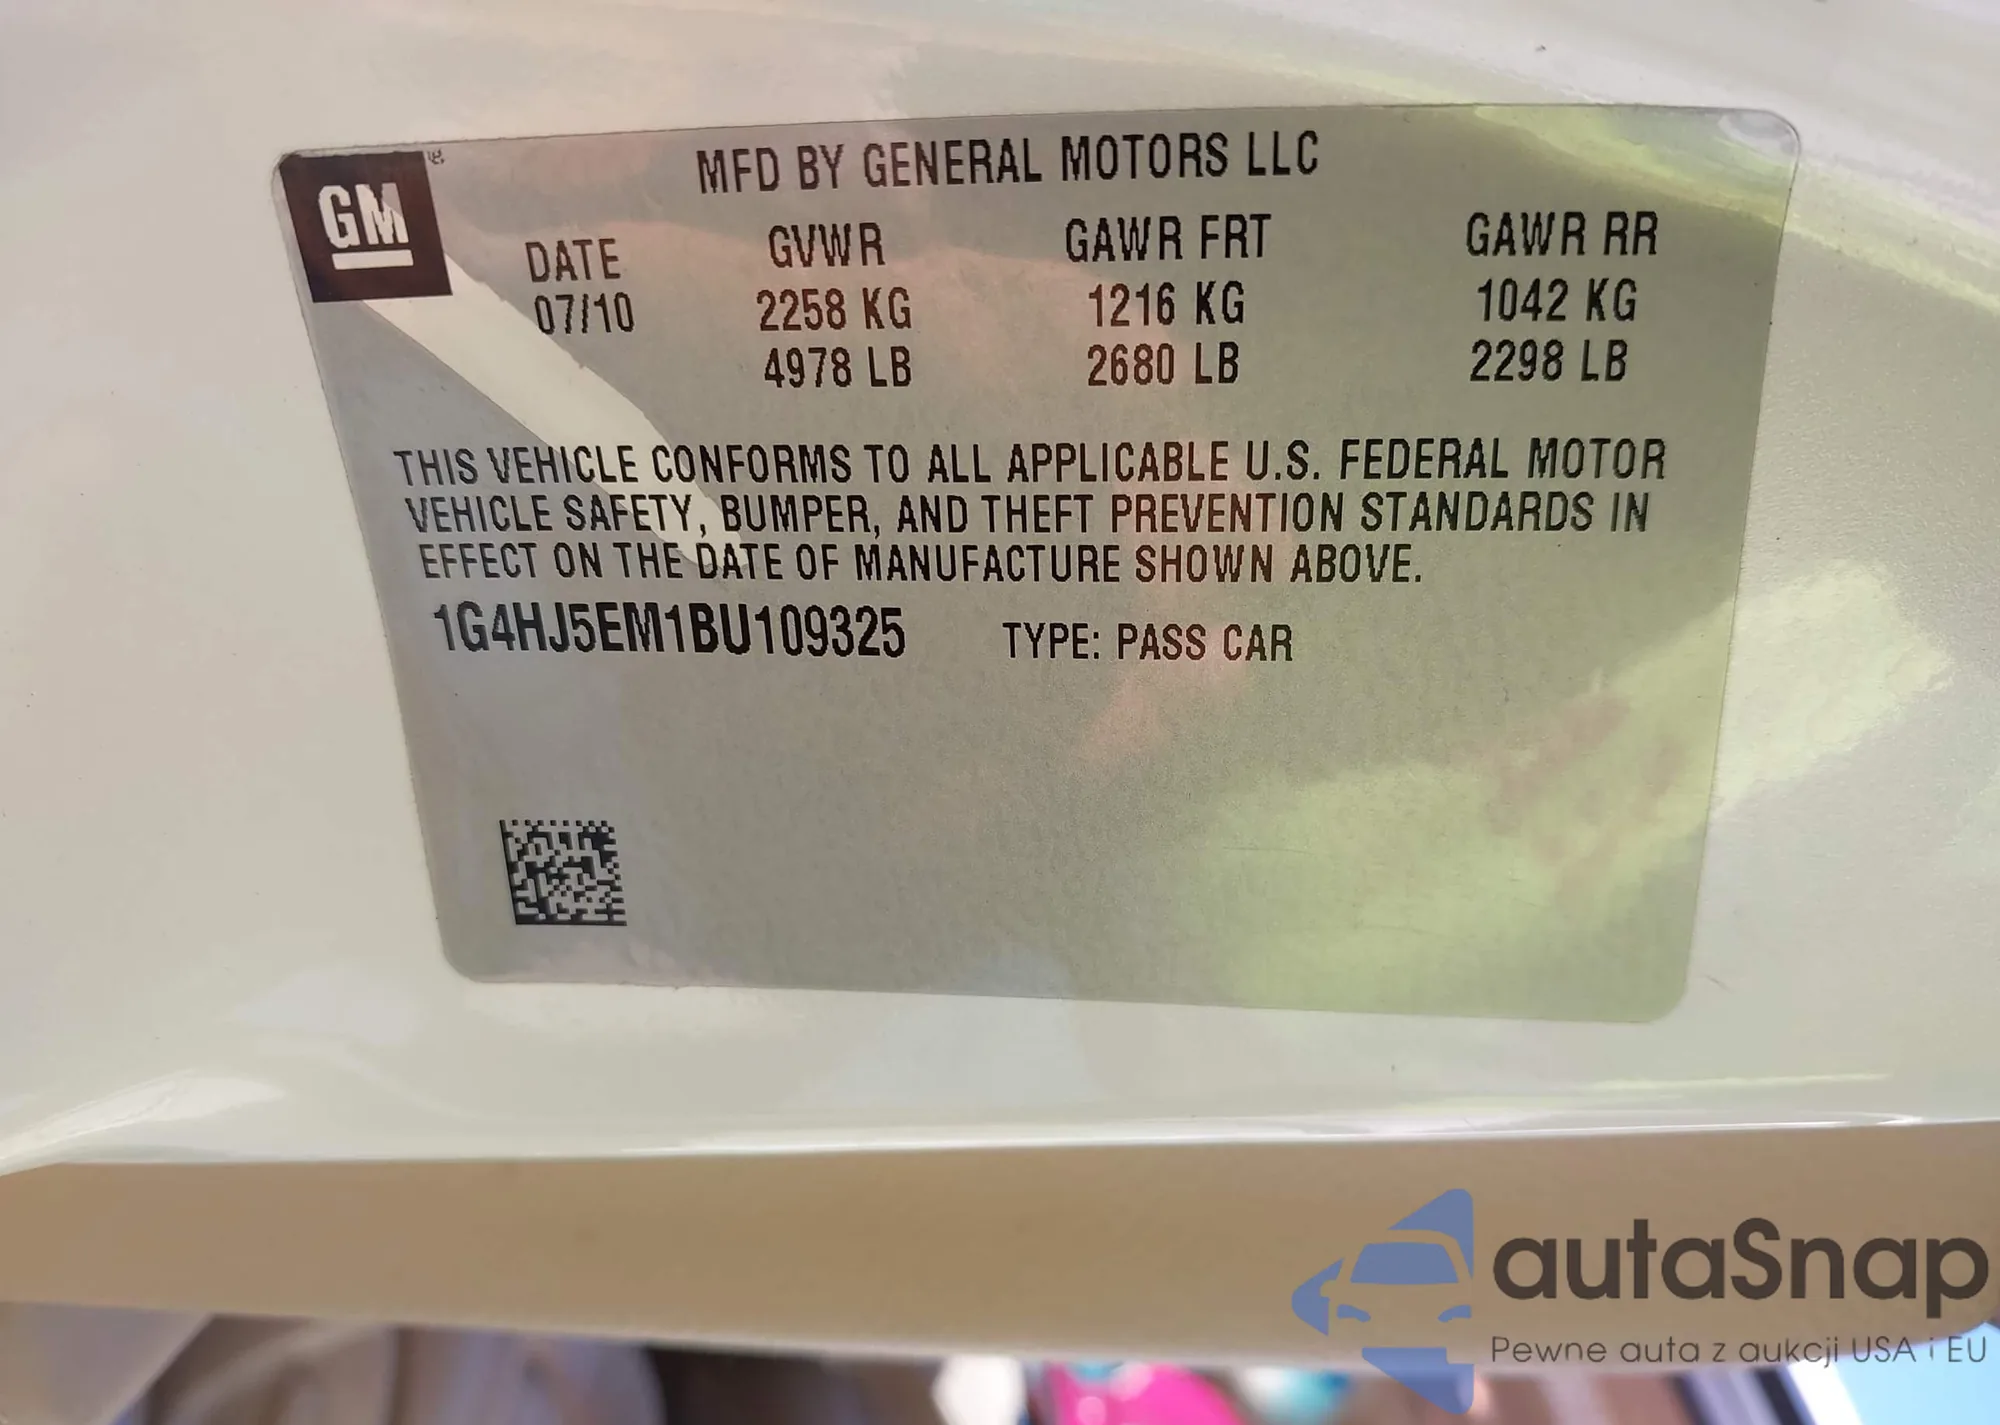 GM
MFD BY GENERAL MOTORS LLC
DATE GVWR GAWR FRT GAWR RR
07/10 2258 KG 1216 KG 1042 KG
4978 LB 2680 LB 2298 LB
THIS VEHICLE CONFORMS TO ALL APPLICABLE U.S. FEDERAL MOTOR
VEHICLE SAFETY, BUMPER, AND THEFT PREVENTION STANDARDS IN
EFFECT ON THE DATE OF MANUFACTURE SHOWN ABOVE.
1G4HJ5EM1BU109325 TYPE: PASS CAR
autaSnap
Pewne auta z aukcji USA i EU